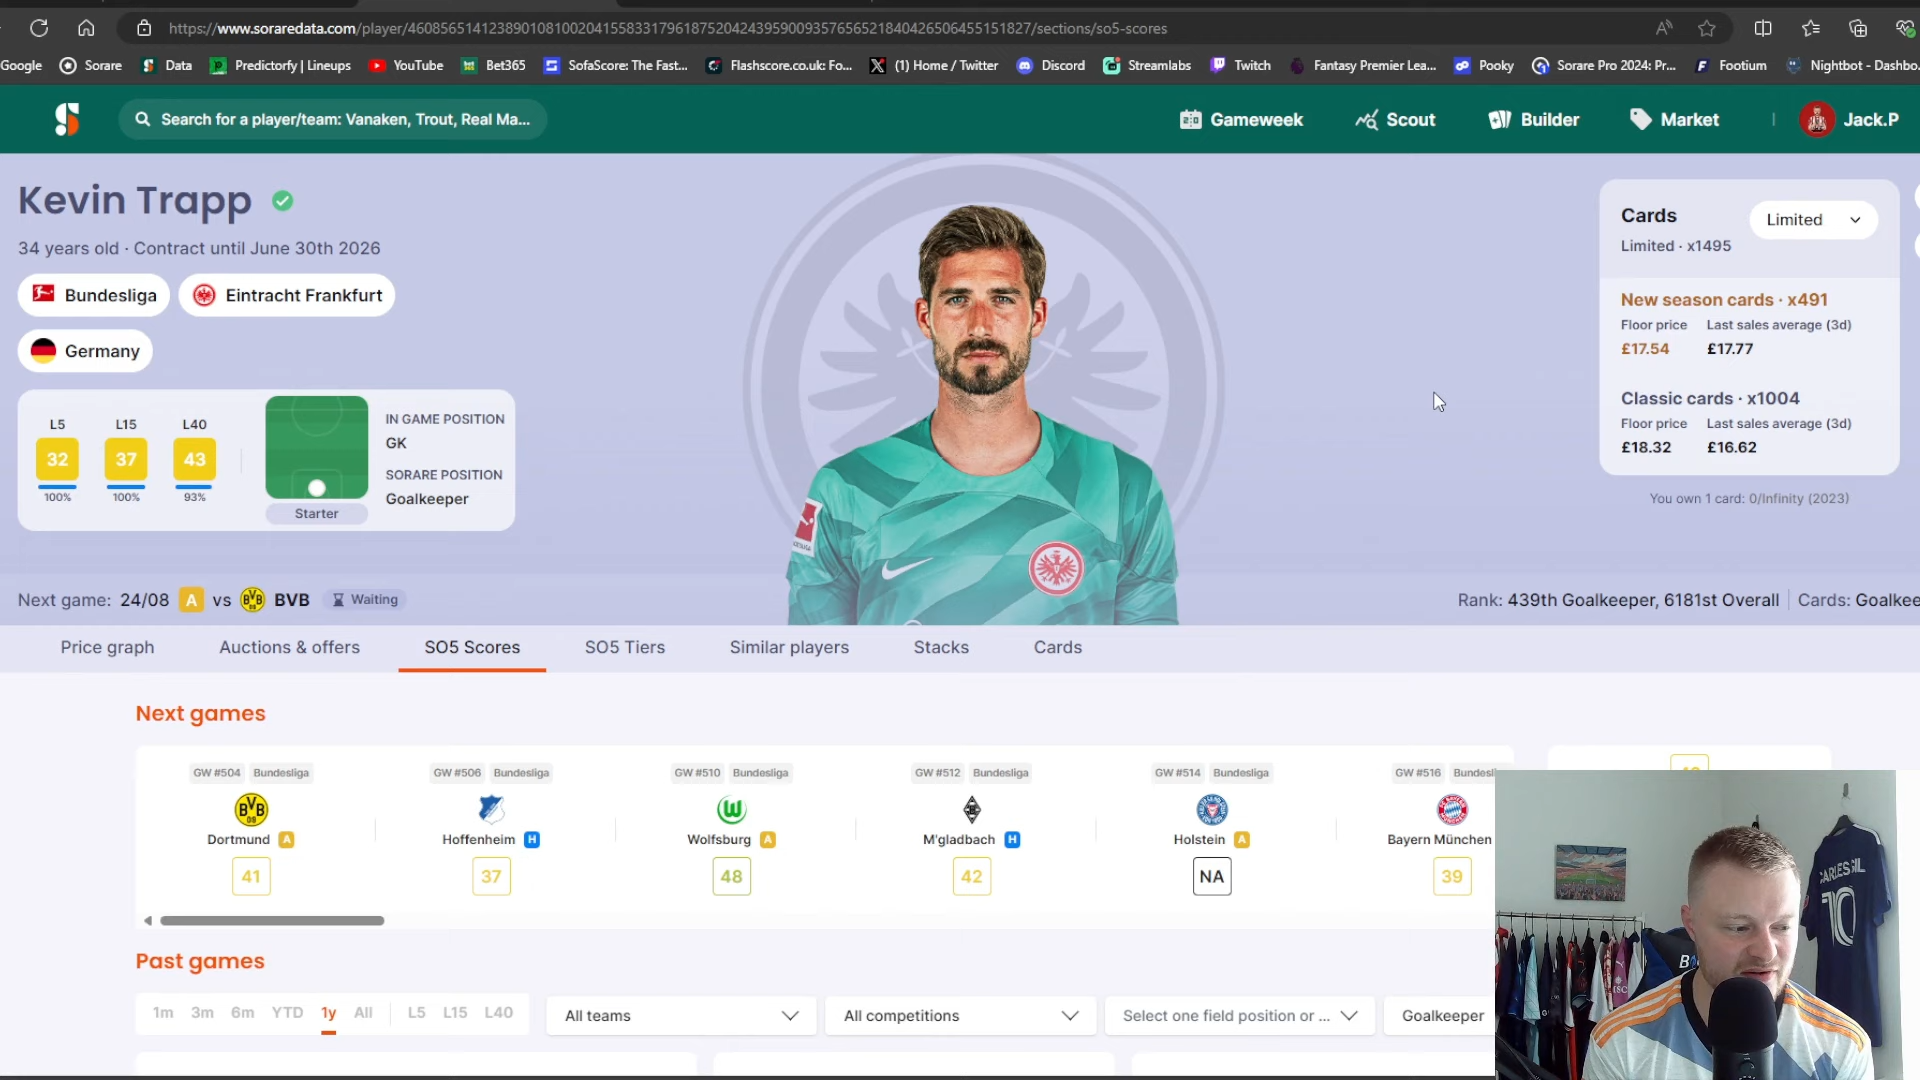 https://www.soraredata.com/player/46085651412389010810020415583317961875204243959009357656521840426506455151827/sections/so5-scores
Google Sorare Data Predictorfy | Lineups YouTube Bet365 SofaScore: The Fast... Flashscore.co.uk: Fo... (1) Home / Twitter Discord Streamlabs Twitch Fantasy Premier Lea... Pooky Sorare Pro 2024: Pr... Footium Nightbot - Dashbo...
Search for a player/team: Vanaken, Trout, Real Ma... Gameweek Scout Builder Market Jack.P
Kevin Trapp
34 years old · Contract until June 30th 2026
Bundesliga Eintracht Frankfurt
Germany
L5 L15 L40
32 37 43
100% 100% 93%
Starter
IN GAME POSITION
GK
SORARE POSITION
Goalkeeper
Cards Limited
Limited · x1495
New season cards · x491
Floor price Last sales average (3d)
£17.54 £17.77
Classic cards · x1004
Floor price Last sales average (3d)
£18.32 £16.62
You own 1 card: 0/Infinity (2023)
Next game: 24/08 A vs BVB Waiting
Rank: 439th Goalkeeper, 6181st Overall Cards: Goalkee
Price graph Auctions & offers SO5 Scores SO5 Tiers Similar players Stacks Cards
Next games
GW #504 Bundesliga GW #506 Bundesliga GW #510 Bundesliga GW #512 Bundesliga GW #514 Bundesliga GW #516 Bundesli
Dortmund A Hoffenheim H Wolfsburg A M'gladbach H Holstein A Bayern München
41 37 48 42 NA 39
Past games
1m 3m 6m YTD 1y All L5 L15 L40
All teams All competitions Select one field position or ... Goalkeeper
CARLES GIL
10